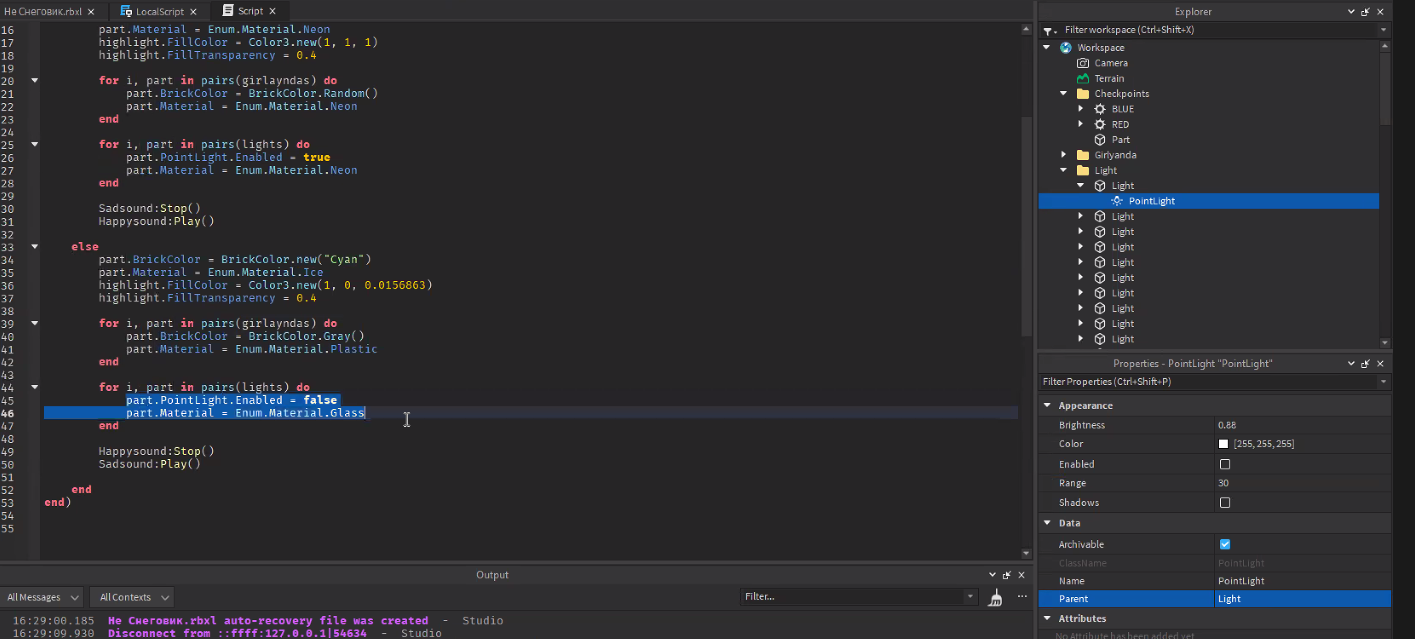 Не Снеговик.rbxl
LocalScript
Script
16 part.Material = Enum.Material.Neon
17 highlight.FillColor = Color3.new(1, 1, 1)
18 highlight.FillTransparency = 0.4
19
20 for i, part in pairs(girlayndas) do
21 part.BrickColor = BrickColor.Random()
22 part.Material = Enum.Material.Neon
23 end
24
25 for i, part in pairs(lights) do
26 part.PointLight.Enabled = true
27 part.Material = Enum.Material.Neon
28 end
29
30 Sadsound:Stop()
31 Happysound:Play()
32
33 else
34 part.BrickColor = BrickColor.new("Cyan")
35 part.Material = Enum.Material.Ice
36 highlight.FillColor = Color3.new(1, 0, 0.0156863)
37 highlight.FillTransparency = 0.4
38
39 for i, part in pairs(girlayndas) do
40 part.BrickColor = BrickColor.Gray()
41 part.Material = Enum.Material.Plastic
42 end
43
44 for i, part in pairs(lights) do
45 part.PointLight.Enabled = false
46 part.Material = Enum.Material.Glass
47 end
48
49 Happysound:Stop()
50 Sadsound:Play()
51
52 end
53 end)
54
55
Output
All Messages
All Contexts
Filter...
...
16:29:00.185 Не Снеговик.rbxl auto-recovery file was created - Studio
16:29:09.930 Disconnect from ::ffff:127.0.0.1|54634 - Studio
Explorer
Filter workspace (Ctrl+Shift+X)
Workspace
Camera
Terrain
Checkpoints
BLUE
RED
Part
Girlyanda
Light
Light
PointLight
Light
Light
Light
Light
Light
Light
Light
Light
Light
Properties - PointLight "PointLight"
Filter Properties (Ctrl+Shift+P)
Appearance
Brightness 0.88
Color [255, 255, 255]
Enabled
Range 30
Shadows
Data
Archivable
ClassName PointLight
Name PointLight
Parent Light
Attributes
No Attribute has been added yet